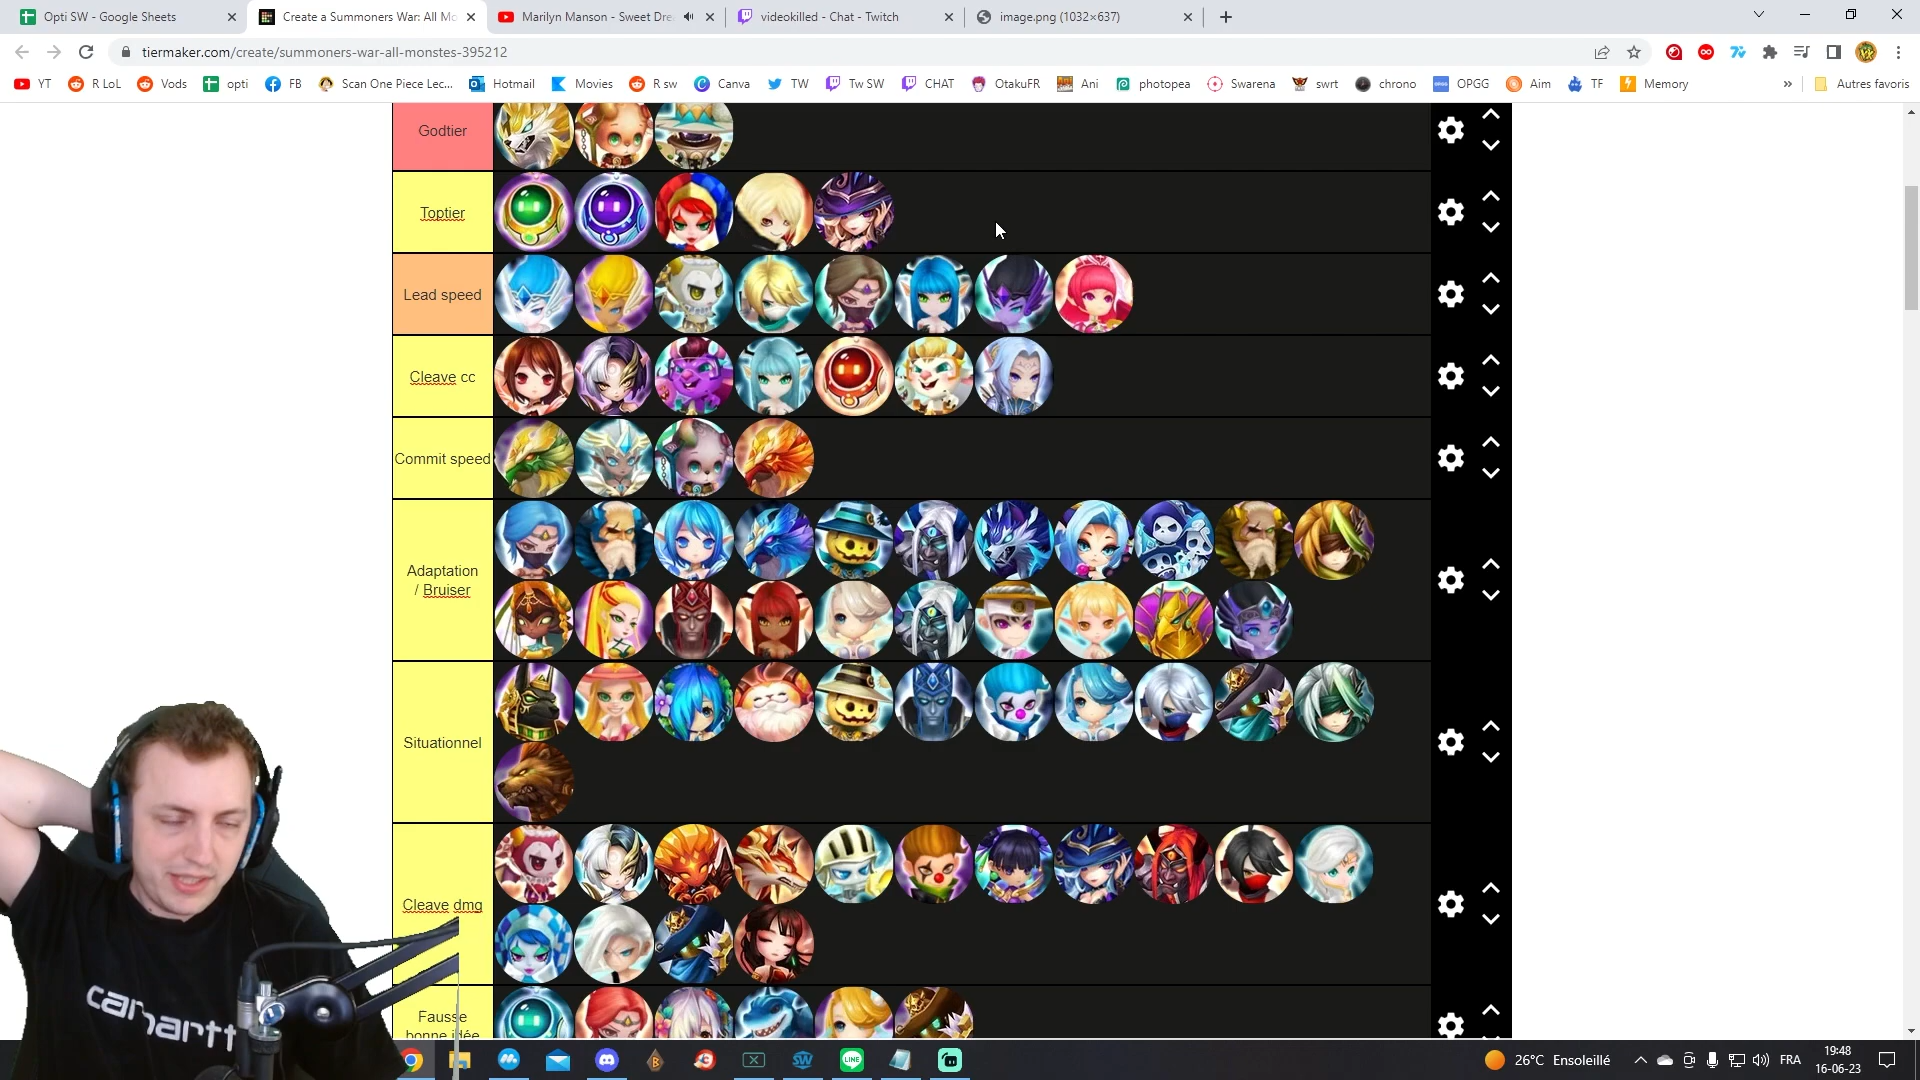 Opti SW - Google Sheets
Create a Summoners War: All Mo
Marilyn Manson - Sweet Dre
videokilled - Chat - Twitch
image.png (1032×637)
tiermaker.com/create/summoners-war-all-monstes-395212
YT
R LoL
Vods
opti
FB
Scan One Piece Lec...
Hotmail
Movies
R sw
Canva
TW
Tw SW
CHAT
OtakuFR
Ani
photopea
Swarena
swrt
chrono
OPGG
Aim
TF
Memory
»
Autres favoris
Godtier
Toptier
Lead speed
Cleave cc
Commit speed
Adaptation
/ Bruiser
Situationnel
Cleave dmg
Fausse
bonne idée
carhartt
26°C Ensoleillé
FRA
19:48
16-06-23